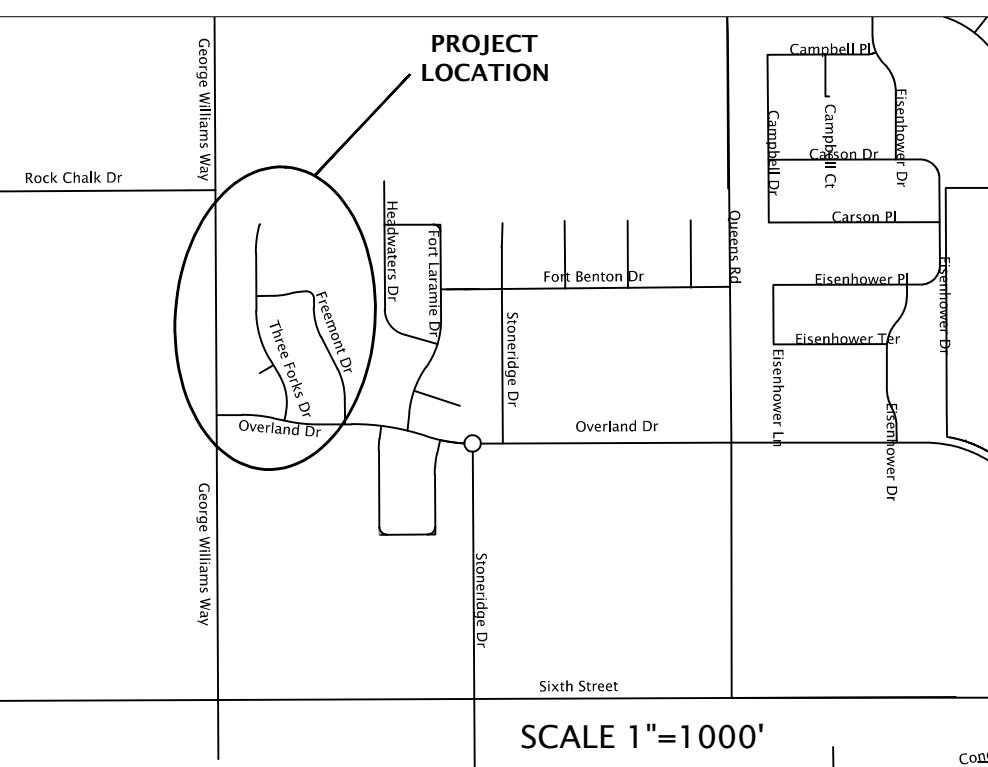 PROJECT
LOCATION
George Williams Way
Campbell Pl
Eisenhower Dr
Campbell Dr
Campbell Ct
Carson Dr
Rock Chalk Dr
Headwaters Dr
Fort Laramie Dr
Queens Rd
Carson Pl
Fort Benton Dr
Eisenhower Pl
Eisenhower Dr
Freemont Dr
Three Forks Dr
Stoneridge Dr
Eisenhower Ter
Eisenhower Ln
Overland Dr
Overland Dr
Eisenhower Dr
George Williams Way
Stoneridge Dr
Sixth Street
SCALE 1"=1000'